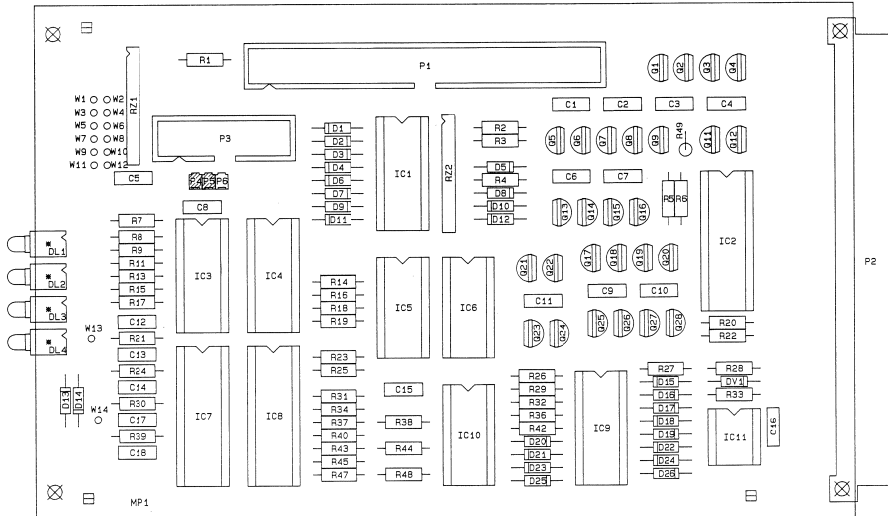 R1
P1
Q1 Q2 Q3 Q4
W1 W2
W3 W4
W5 W6
W7 W8
W9 W10
W11 W12
RZ1
C1 C2 C3 C4
P3
D1
D2
D3
D4
D6
D7
D9
D11
IC1
RZ2
R2
R3
Q5 Q6 Q7 Q8 Q9 R49 Q11 Q12
C5
P4 P5 P6
D5
R4
D8
D10
D12
C6 C7
R5 R6
C8
Q13 Q14 Q15 Q16
IC2
P2
R7
R8
R9
R11
R13
R15
R17
DL1
DL2
DL3
DL4
IC3 IC4
Q21 Q22
Q17 Q18 Q19 Q20
R14
R16
R18
R19
IC5 IC6
C9 C10
C11
C12
W13
R21
C13
R24
C14
R30
C17
R39
C18
Q23 Q24
Q25 Q26 Q27 Q28
R20
R22
R23
R25
D13 D14
W14
IC7 IC8
R31
R34
R37
R40
R43
R45
R47
C15
R38
R44
R48
IC10
R26
R29
R32
R36
R42
D20
D21
D23
D25
IC9
R27
D15
D16
D17
D18
D19
D22
D24
D26
R28
DV1
R33
IC11
C16
MP1